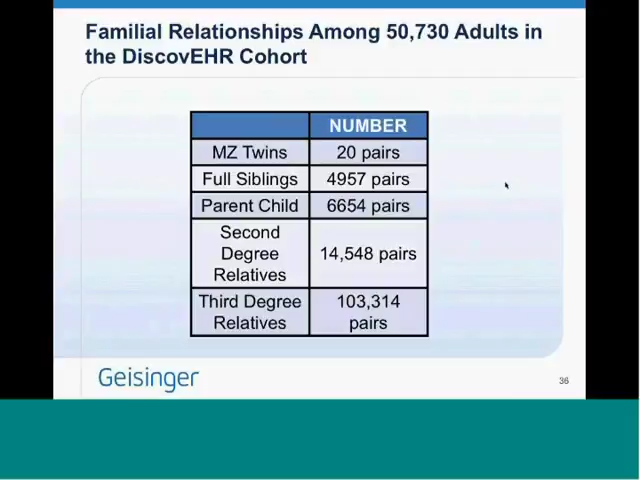 Familial Relationships Among 50,730 Adults in
the DiscovEHR Cohort
NUMBER
MZ Twins 20 pairs
Full Siblings 4957 pairs
Parent Child 6654 pairs
Second
Degree 14,548 pairs
Relatives
Third Degree 103,314
Relatives pairs
Geisinger
36